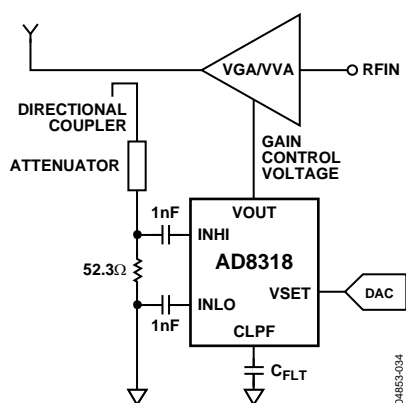 VGA/VVA
RFIN
DIRECTIONAL
COUPLER
ATTENUATOR
GAIN
CONTROL
VOLTAGE
1nF
VOUT
INHI
AD8318
52.3Ω
VSET
DAC
INLO
1nF
CLPF
CFLT
04853-034